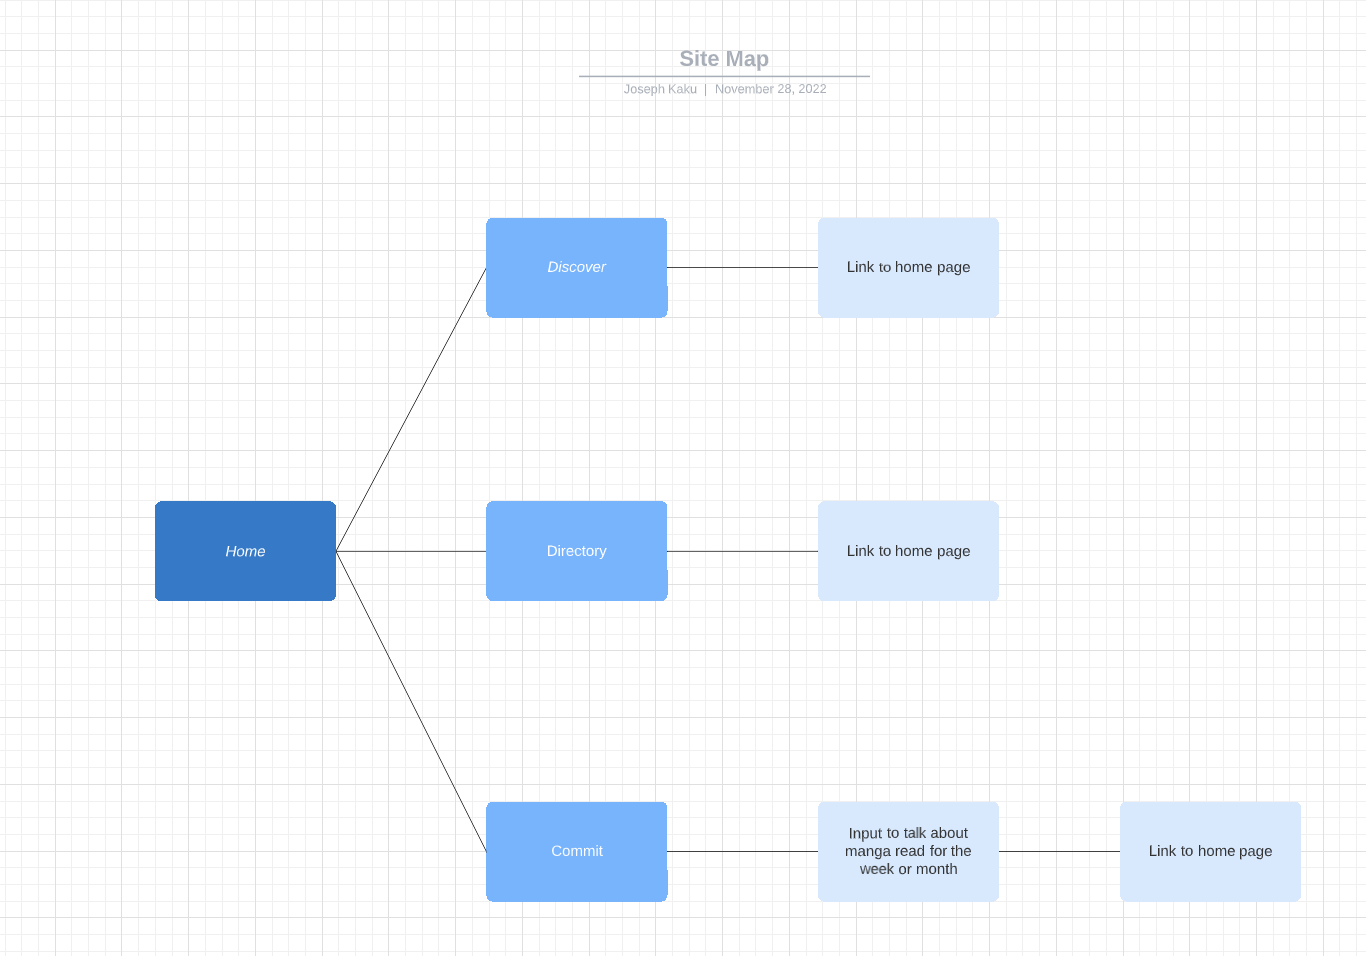 Site Map
Joseph Kaku | November 28, 2022
Discover
Link to home page
Home
Directory
Link to home page
Commit
Input to talk about
manga read for the
week or month
Link to home page